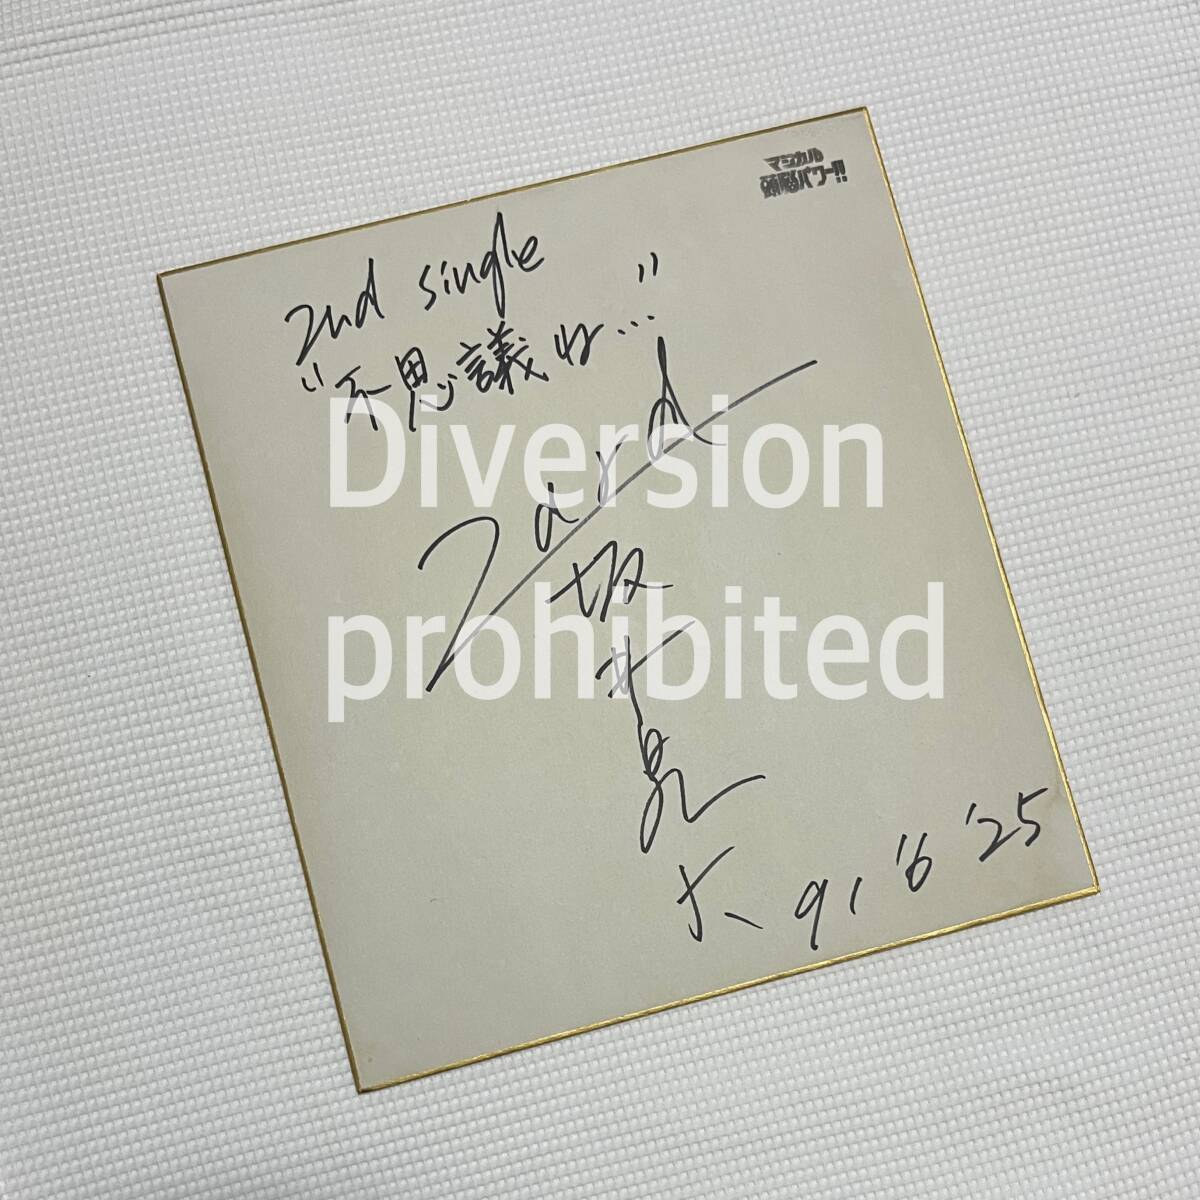 マジカル
頭脳パワー!!
2nd single
"不思議ね…"
Zard
坂井泉水
91 '6 '25
Diversion
prohibited